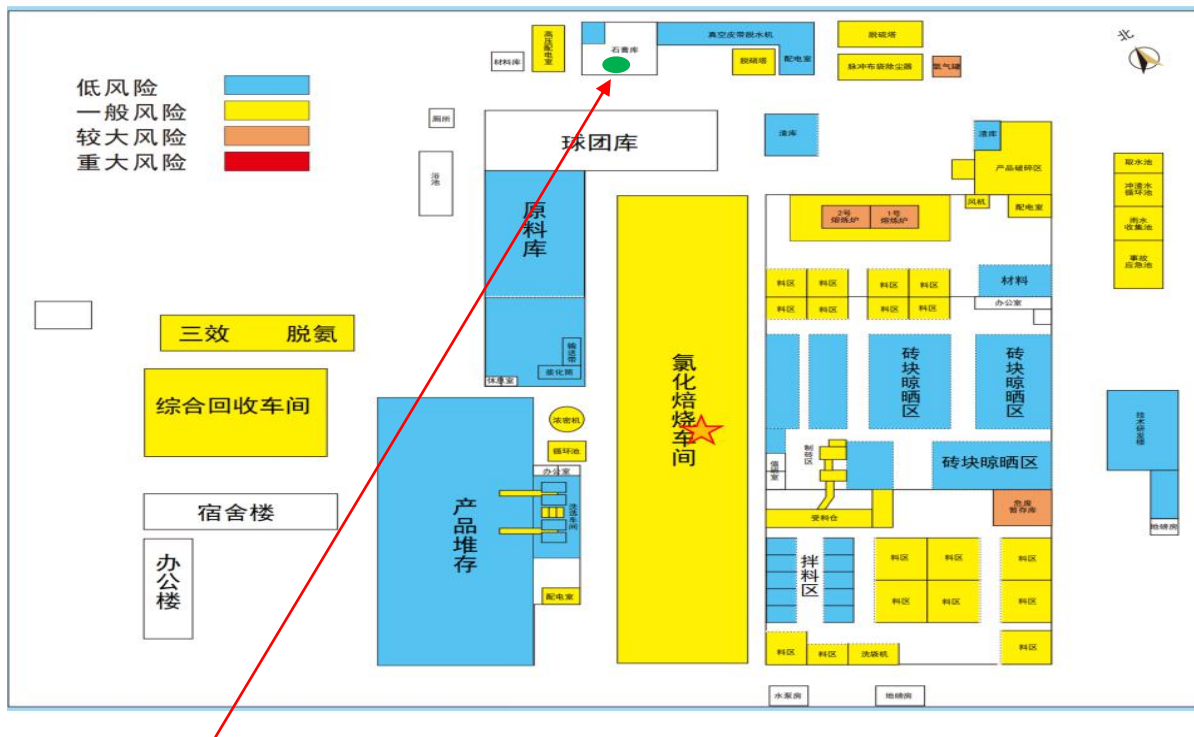 北
低风险
一般风险
较大风险
重大风险
材料库
高压配电室
石膏库
真空皮带脱水机
脱硝塔
配电室
脱硫塔
脉冲布袋除尘器
氧气罐
厕所
浴池
球团库
渣库
渣库
产品破碎区
风机
配电室
取水池
冲渣水
循环池
雨水
收集池
事故
应急池
原料库
2号
熔炼炉
1号
熔炼炉
料区
料区
料区
料区
料区
料区
料区
料区
材料
办公室
三效 脱氨
综合回收车间
宿舍楼
办公楼
输送带
休息室
浓密机
循环池
办公室
洗选车间
配电室
产品堆存
氯化焙烧车间
砖块晾晒区
砖块晾晒区
砖块晾晒区
制砖区
值班室
受料仓
危废
暂存库
技术研发楼
地磅房
拌料区
料区
料区
料区
料区
料区
料区
料区
料区
料区
洗袋机
水泵房
地磅房